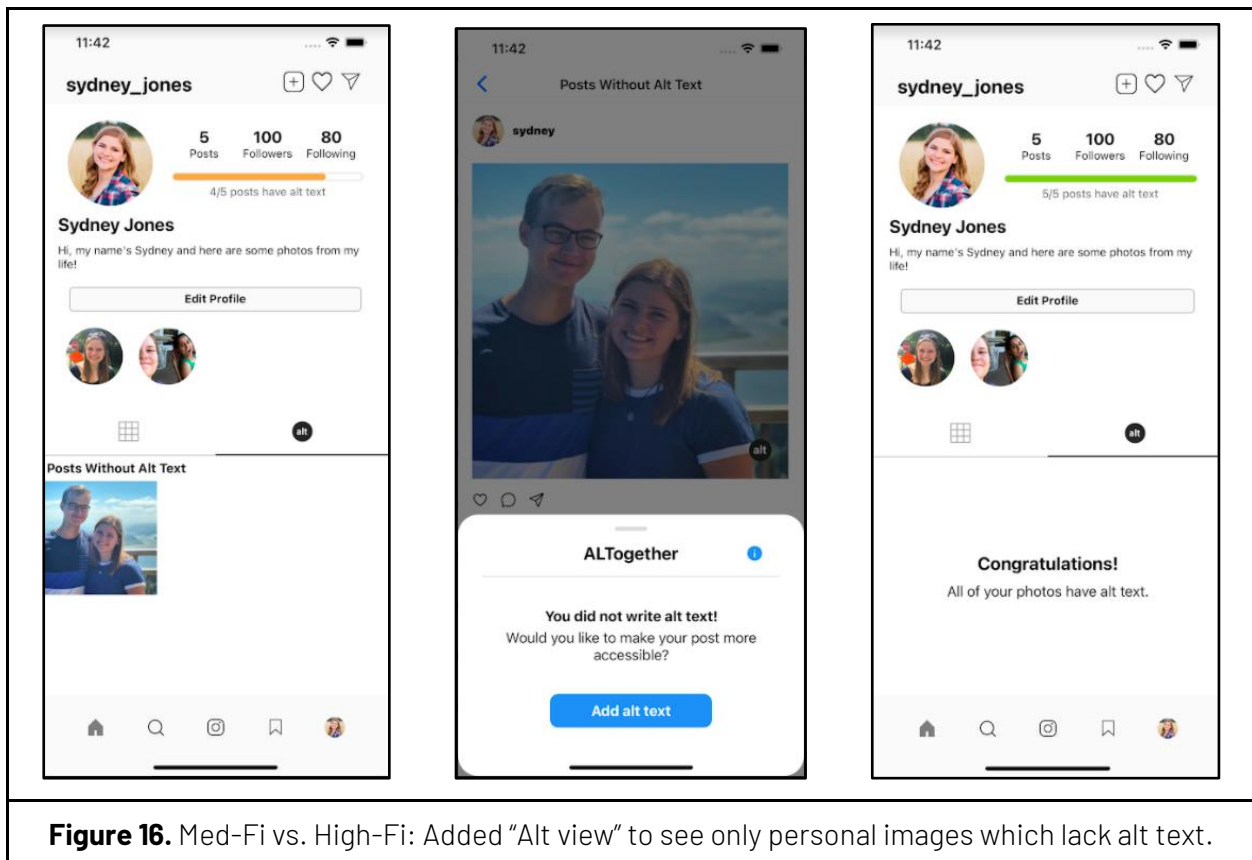 11:42
sydney_jones
5 100 80
Posts Followers Following
4/5 posts have alt text
Sydney Jones
Hi, my name's Sydney and here are some photos from my
life!
Edit Profile
alt
Posts Without Alt Text
11:42
Posts Without Alt Text
sydney
alt
ALTogether
i
You did not write alt text!
Would you like to make your post more
accessible?
Add alt text
11:42
sydney_jones
5 100 80
Posts Followers Following
5/5 posts have alt text
Sydney Jones
Hi, my name's Sydney and here are some photos from my
life!
Edit Profile
alt
Congratulations!
All of your photos have alt text.
Figure 16. Med-Fi vs. High-Fi: Added “Alt view” to see only personal images which lack alt text.